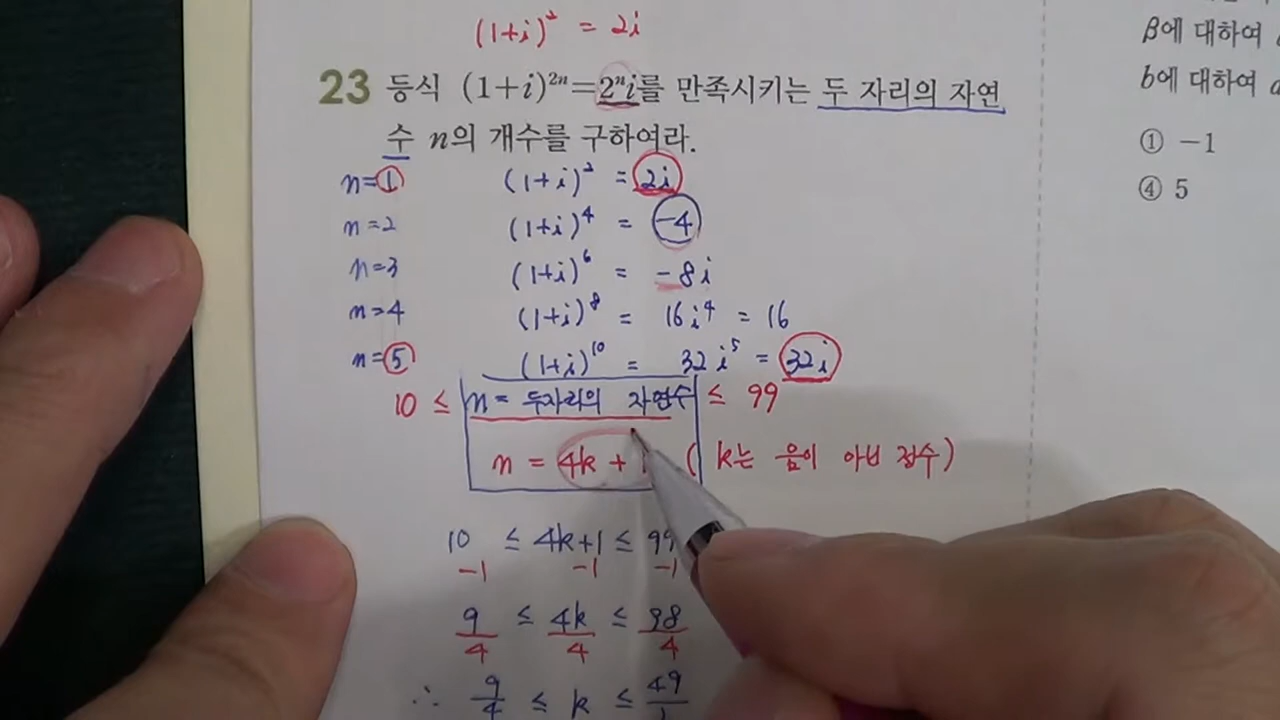 (1+i)² = 2i
23 등식 (1+i)²ⁿ=2ⁿi를 만족시키는 두 자리의 자연
수 n의 개수를 구하여라.
n=1 (1+i)² = 2i
n=2 (1+i)⁴ = -4
n=3 (1+i)⁶ = -8i
n=4 (1+i)⁸ = 16i⁴ = 16
n=5 (1+i)¹⁰ = 32i⁵ = 32i
10 ≤ n = 두자리의 자연수 ≤ 99
n = 4k + 1 ( k는 음이 아닌 정수)
10 ≤ 4k+1 ≤ 99
-1 -1 -1
9/4 ≤ 4k/4 ≤ 98/4
∴ 9/4 ≤ k ≤ 49
β에 대하여
b에 대하여
① -1
④ 5